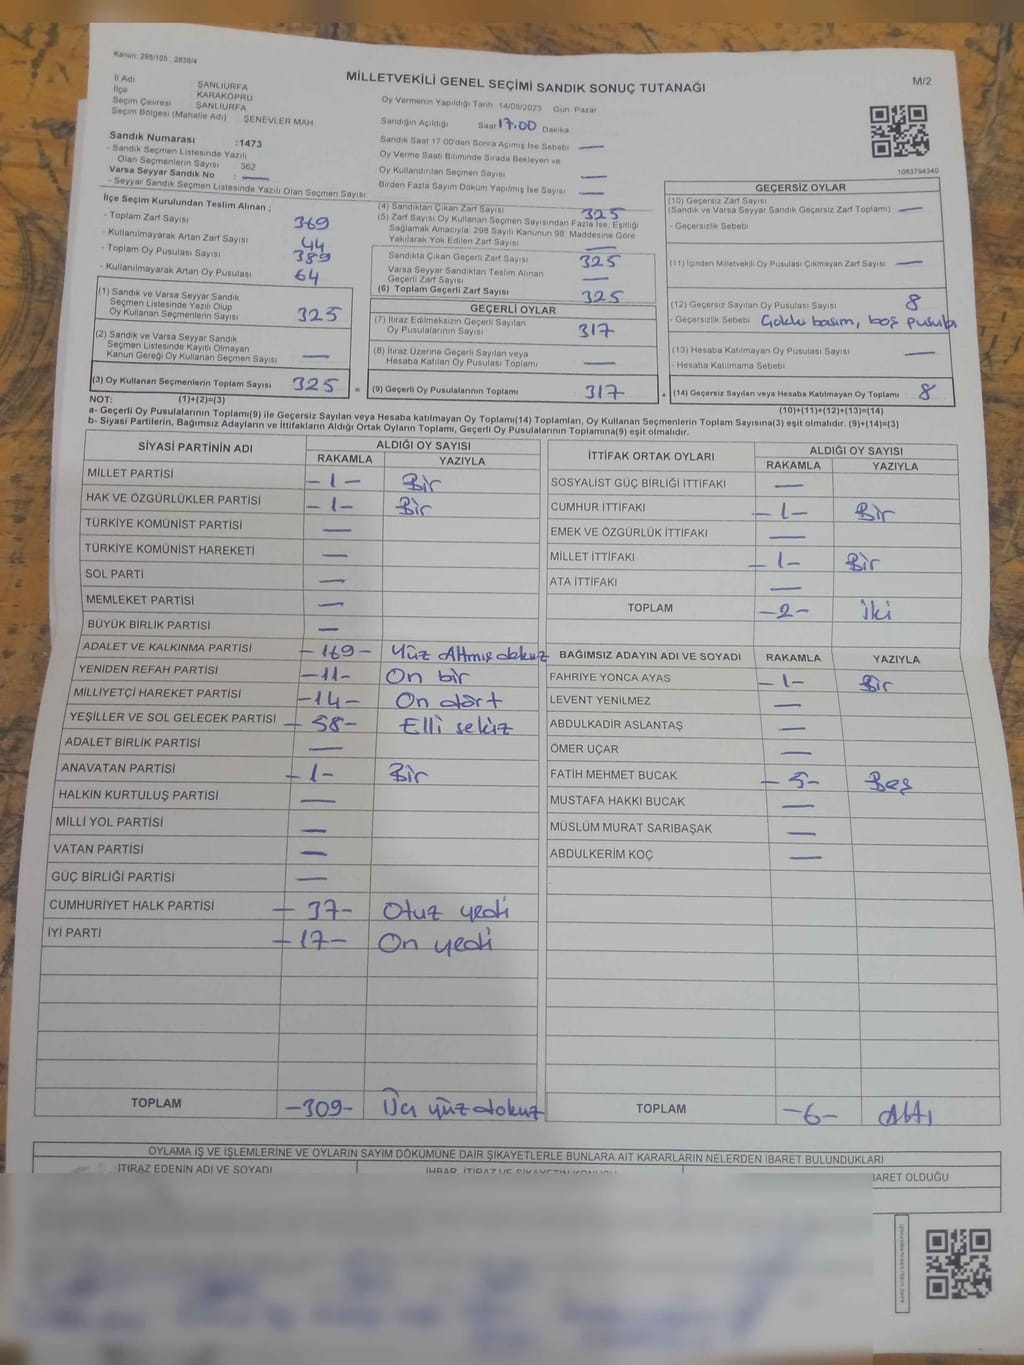 Kanun: 298/105 , 2839/4
MİLLETVEKİLİ GENEL SEÇİMİ SANDIK SONUÇ TUTANAĞI
M/2
İl Adı ŞANLIURFA
İlçe KARAKÖPRÜ
Seçim Çevresi ŞANLIURFA
Seçim Bölgesi (Mahalle Adı) : ŞENEVLER MAH
Sandık Numarası :1473
- Sandık Seçmen Listesinde Yazılı
Olan Seçmenlerin Sayısı : 362
Varsa Seyyar Sandık No : —
- Seyyar Sandık Listesinde Yazılı Olan Seçmen Sayısı
Oy Vermenin Yapıldığı Tarih 14/05/2023 Gün: Pazar
Sandığın Açıldığı Saat 17.00 Dakika
Sandık Saat 17.00'den Sonra Açılmış İse Sebebi —
Oy Verme Saati Bitiminde Sırada Bekleyen ve
Oy Kullandırılan Seçmen Sayısı —
Birden Fazla Sayım Döküm Yapılmış İse Sayısı —
1083794340
İlçe Seçim Kurulundan Teslim Alınan ;
- Toplam Zarf Sayısı 369
- Kullanılmayarak Artan Zarf Sayısı 44
- Toplam Oy Pusulası Sayısı 389
- Kullanılmayarak Artan Oy Pusulası 64
(1) Sandık ve Varsa Seyyar Sandık
Seçmen Listesinde Yazılı Olup
Oy Kullanan Seçmenlerin Sayısı 325
(2) Sandık ve Varsa Seyyar Sandık
Seçmen Listesinde Kayıtlı Olmayan
Kanun Gereği Oy Kullanan Seçmen Sayısı —
(3) Oy Kullanan Seçmenlerin Toplam Sayısı 325 =
(4) Sandıktan Çıkan Zarf Sayısı 325
(5) Zarf Sayısı Oy Kullanan Seçmen Sayısından Fazla İse, Eşitliği
Sağlamak Amacıyla, 298 Sayılı Kanunun 98. Maddesine Göre
Yakılarak Yok Edilen Zarf Sayısı —
Sandıkla Çıkan Geçerli Zarf Sayısı 325
Varsa Seyyar Sandıktan Teslim Alınan
Geçerli Zarf Sayısı —
(6) Toplam Geçerli Zarf Sayısı 325
GEÇERLİ OYLAR
(7) İtiraz Edilmeksizin Geçerli Sayılan
Oy Pusulalarının Sayısı 317
(8) İtiraz Üzerine Geçerli Sayılan veya
Hesaba Katılan Oy Pusulası Toplamı —
(9) Geçerli Oy Pusulalarının Toplamı 317 +
GEÇERSİZ OYLAR
(10) Geçersiz Zarf Sayısı
(Sandık ve Varsa Seyyar Sandık Geçersiz Zarf Toplamı) —
- Geçersizlik Sebebi
(11) İçinden Milletvekili Oy Pusulası Çıkmayan Zarf Sayısı —
(12) Geçersiz Sayılan Oy Pusulası Sayısı 8
- Geçersizlik Sebebi Çoklu basım, boş pusula
(13) Hesaba Katılmayan Oy Pusulası Sayısı —
- Hesaba Katılmama Sebebi
(14) Geçersiz Sayılan veya Hesaba Katılmayan Oy Toplamı 8
NOT: (1)+(2)=(3)
(10)+(11)+(12)+(13)=(14)
a- Geçerli Oy Pusulalarının Toplamı(9) ile Geçersiz Sayılan veya Hesaba katılmayan Oy Toplamı(14) Toplamları, Oy Kullanan Seçmenlerin Toplam Sayısına(3) eşit olmalıdır. (9)+(14)=(3)
b- Siyasi Partilerin, Bağımsız Adayların ve İttifakların Aldığı Ortak Oyların Toplamı, Geçerli Oy Pusulalarının Toplamına(9) eşit olmalıdır.
SİYASİ PARTİNİN ADI ALDIĞI OY SAYISI
RAKAMLA YAZIYLA
MİLLET PARTİSİ -1- Bir
HAK VE ÖZGÜRLÜKLER PARTİSİ -1- Bir
TÜRKİYE KOMÜNİST PARTİSİ —
TÜRKİYE KOMÜNİST HAREKETİ —
SOL PARTİ —
MEMLEKET PARTİSİ —
BÜYÜK BİRLİK PARTİSİ —
ADALET VE KALKINMA PARTİSİ -169- Yüz Altmış dokuz
YENİDEN REFAH PARTİSİ -11- On bir
MİLLİYETÇİ HAREKET PARTİSİ -14- On dört
YEŞİLLER VE SOL GELECEK PARTİSİ -58- Elli sekiz
ADALET BİRLİK PARTİSİ —
ANAVATAN PARTİSİ -1- Bir
HALKIN KURTULUŞ PARTİSİ —
MİLLİ YOL PARTİSİ —
VATAN PARTİSİ —
GÜÇ BİRLİĞİ PARTİSİ —
CUMHURİYET HALK PARTİSİ -37- Otuz yedi
İYİ PARTİ -17- On yedi
TOPLAM -309- Üç yüz dokuz
İTTİFAK ORTAK OYLARI ALDIĞI OY SAYISI
RAKAMLA YAZIYLA
SOSYALİST GÜÇ BİRLİĞİ İTTİFAKI —
CUMHUR İTTİFAKI -1- Bir
EMEK VE ÖZGÜRLÜK İTTİFAKI —
MİLLET İTTİFAKI -1- Bir
ATA İTTİFAKI —
TOPLAM -2- İki
BAĞIMSIZ ADAYIN ADI VE SOYADI RAKAMLA YAZIYLA
FAHRİYE YONCA AYAS -1- Bir
LEVENT YENİLMEZ —
ABDULKADİR ASLANTAŞ —
ÖMER UÇAR —
FATİH MEHMET BUCAK -5- Beş
MUSTAFA HAKKI BUCAK —
MÜSLÜM MURAT SARIBAŞAK —
ABDULKERİM KOÇ —
TOPLAM -6- Altı
OYLAMA İŞ VE İŞLEMLERİNE VE OYLARIN SAYIM DÖKÜMÜNE DAİR ŞİKAYETLERLE BUNLARA AİT KARARLARIN NELERDEN İBARET BULUNDUKLARI
İTİRAZ EDENİN ADI VE SOYADI
İHBAR, İTİRAZ VE ŞİKAYETİN KONUSU
BARET OLDUĞU